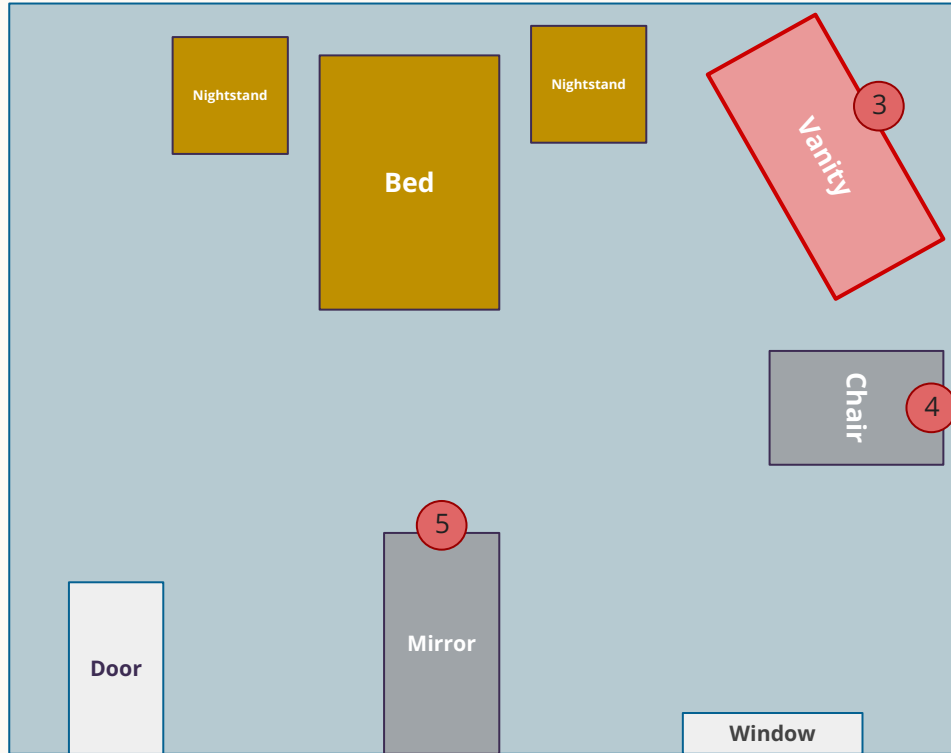 Nightstand
Nightstand
3
Vanity
Bed
Chair
4
5
Mirror
Door
Window